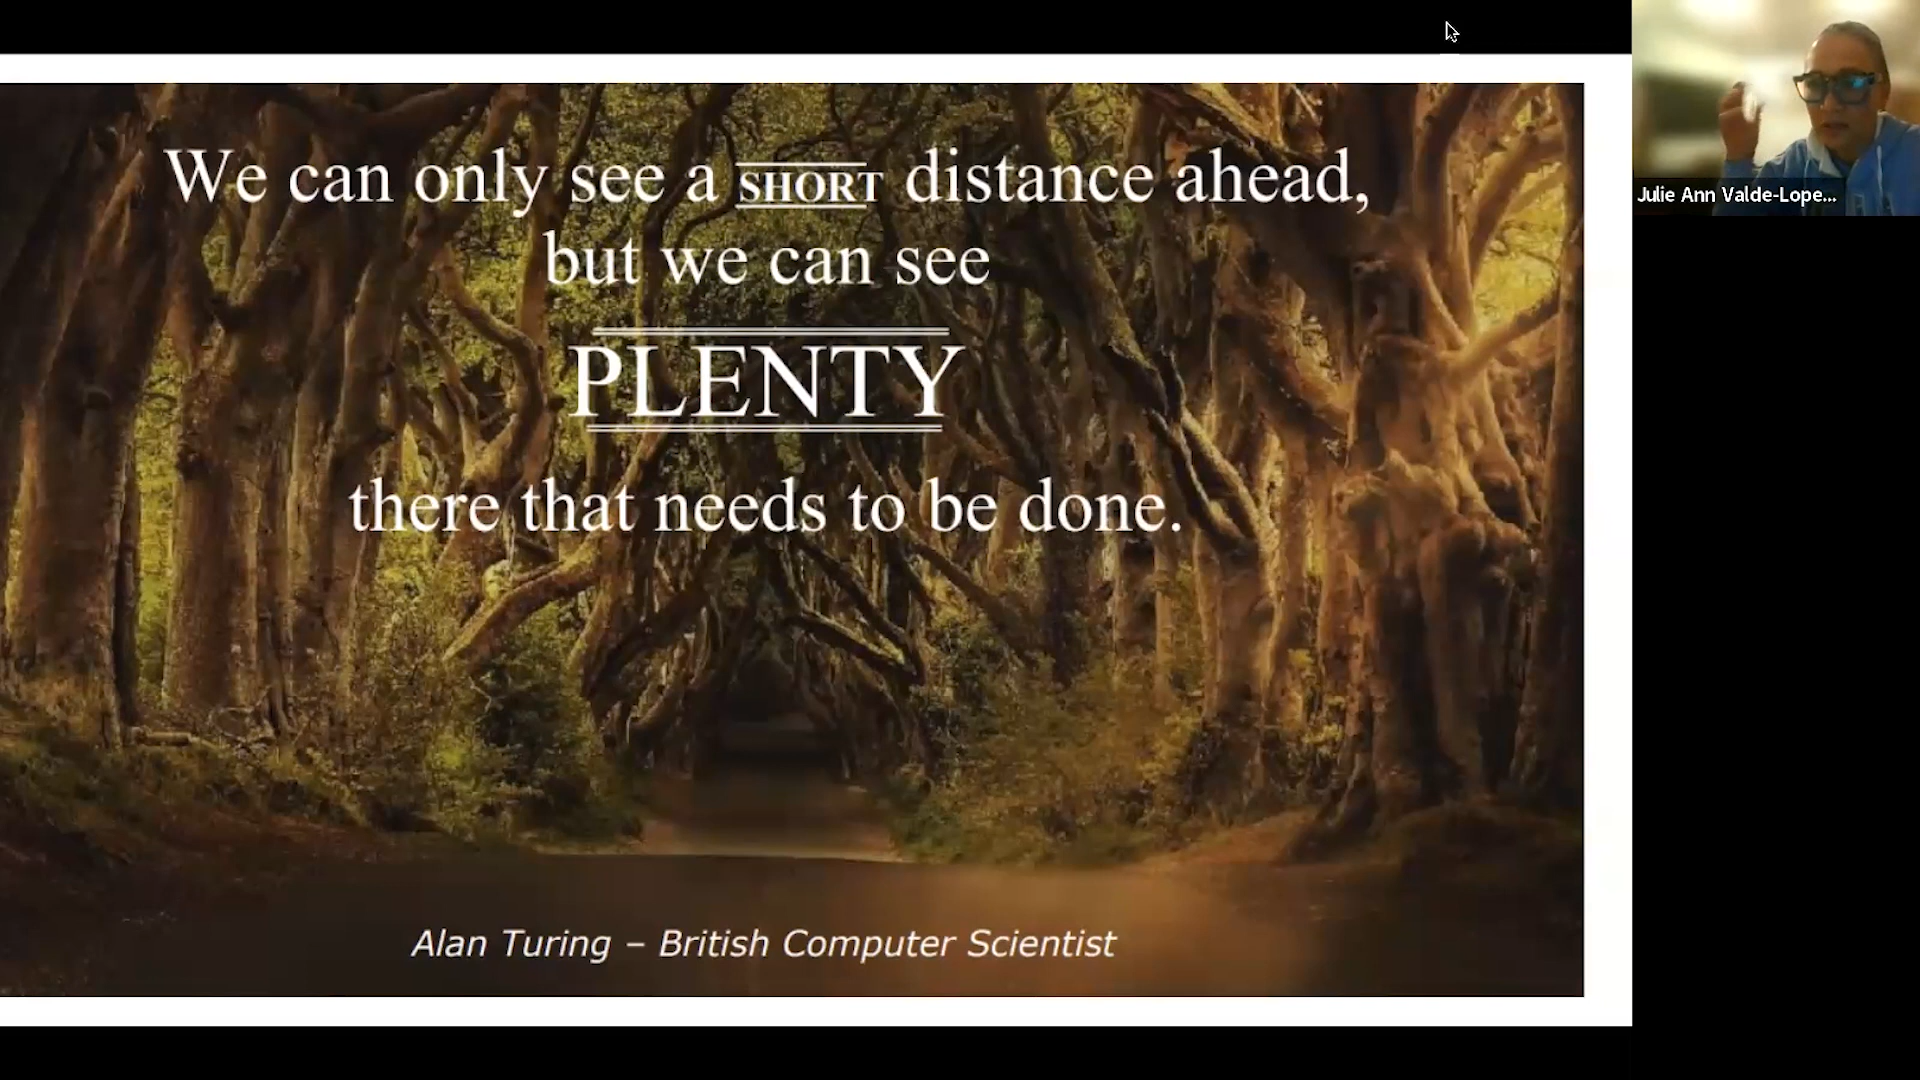 We can only see a SHORT distance ahead,
but we can see
PLENTY
there that needs to be done.
Alan Turing – British Computer Scientist
Julie Ann Valde-Lope...